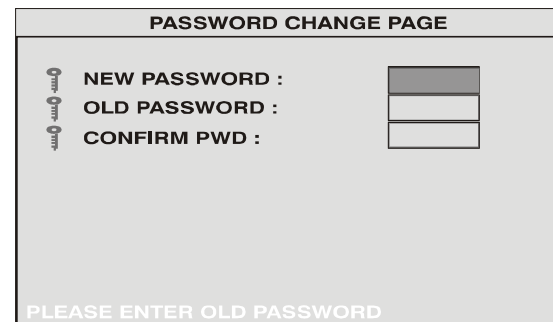 PASSWORD CHANGE PAGE
NEW PASSWORD :
OLD PASSWORD :
CONFIRM PWD :
PLEASE ENTER OLD PASSWORD